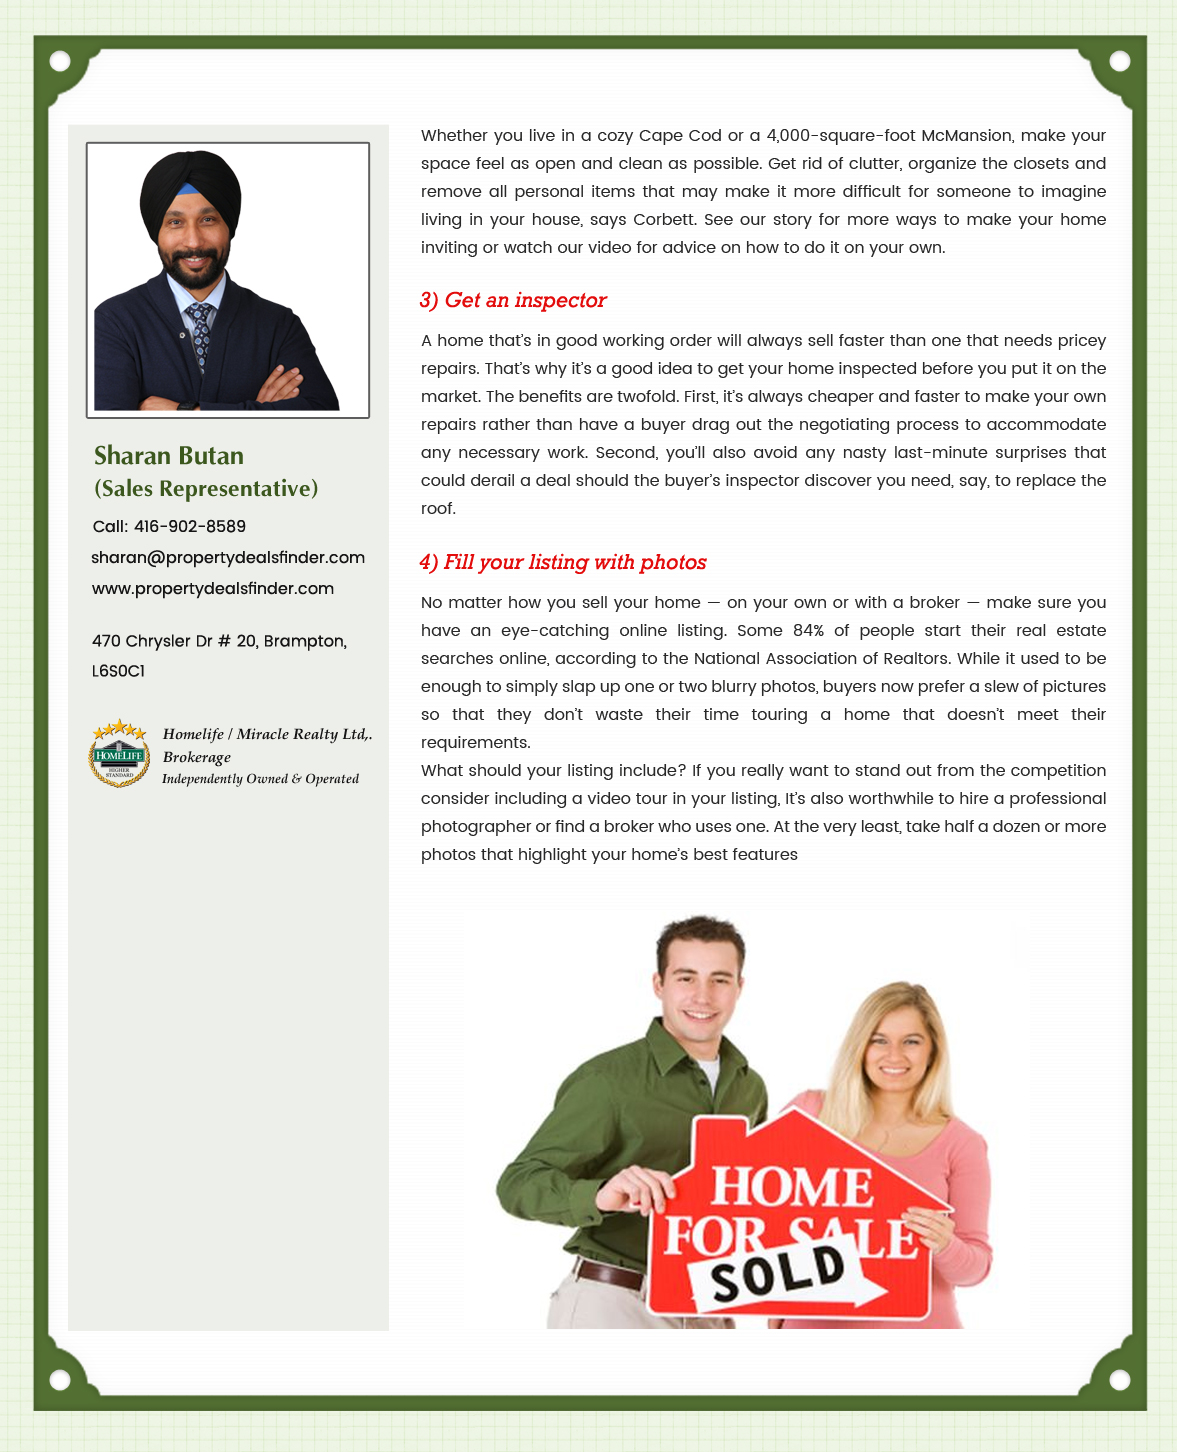 Sharan Butan
(Sales Representative)
Call: 416-902-8589
sharan@propertydealsfinder.com
www.propertydealsfinder.com
470 Chrysler Dr # 20, Brampton,
L6S0C1
HOMELIFE
HIGHER
STANDARD
Homelife / Miracle Realty Ltd,.
Brokerage
Independently Owned & Operated
Whether you live in a cozy Cape Cod or a 4,000-square-foot McMansion, make your
space feel as open and clean as possible. Get rid of clutter, organize the closets and
remove all personal items that may make it more difficult for someone to imagine
living in your house, says Corbett. See our story for more ways to make your home
inviting or watch our video for advice on how to do it on your own.
3) Get an inspector
A home that’s in good working order will always sell faster than one that needs pricey
repairs. That’s why it’s a good idea to get your home inspected before you put it on the
market. The benefits are twofold. First, it’s always cheaper and faster to make your own
repairs rather than have a buyer drag out the negotiating process to accommodate
any necessary work. Second, you’ll also avoid any nasty last-minute surprises that
could derail a deal should the buyer’s inspector discover you need, say, to replace the
roof.
4) Fill your listing with photos
No matter how you sell your home — on your own or with a broker — make sure you
have an eye-catching online listing. Some 84% of people start their real estate
searches online, according to the National Association of Realtors. While it used to be
enough to simply slap up one or two blurry photos, buyers now prefer a slew of pictures
so that they don’t waste their time touring a home that doesn’t meet their
requirements.
What should your listing include? If you really want to stand out from the competition
consider including a video tour in your listing, It’s also worthwhile to hire a professional
photographer or find a broker who uses one. At the very least, take half a dozen or more
photos that highlight your home’s best features
HOME
FOR SALE
SOLD